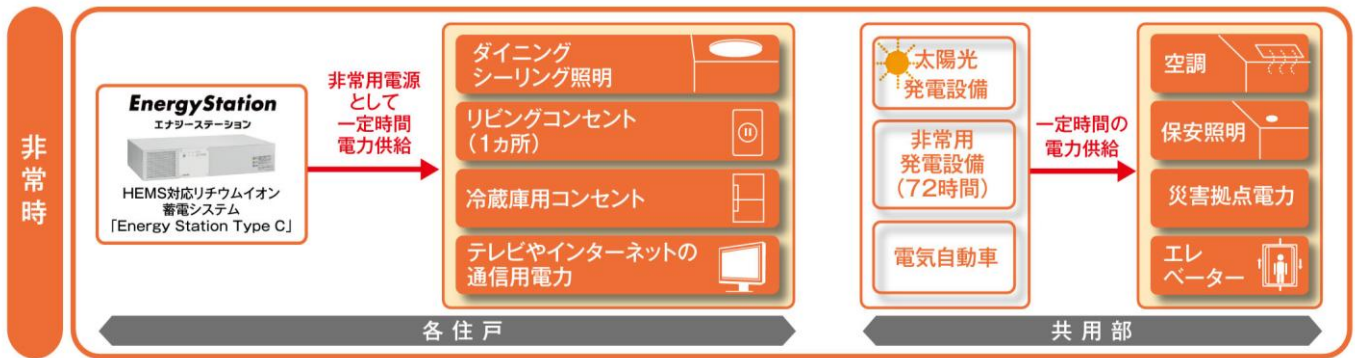 非常時
EnergyStation
エナジーステーション
HEMS対応リチウムイオン
蓄電システム
「Energy Station Type C」
非常用電源
として
一定時間
電力供給
ダイニング
シーリング照明
リビングコンセント
（1ヵ所）
冷蔵庫用コンセント
テレビやインターネットの
通信用電力
各住戸
太陽光
発電設備
非常用
発電設備
（72時間）
電気自動車
一定時間の
電力供給
空調
保安照明
災害拠点電力
エレ
ベーター
共用部